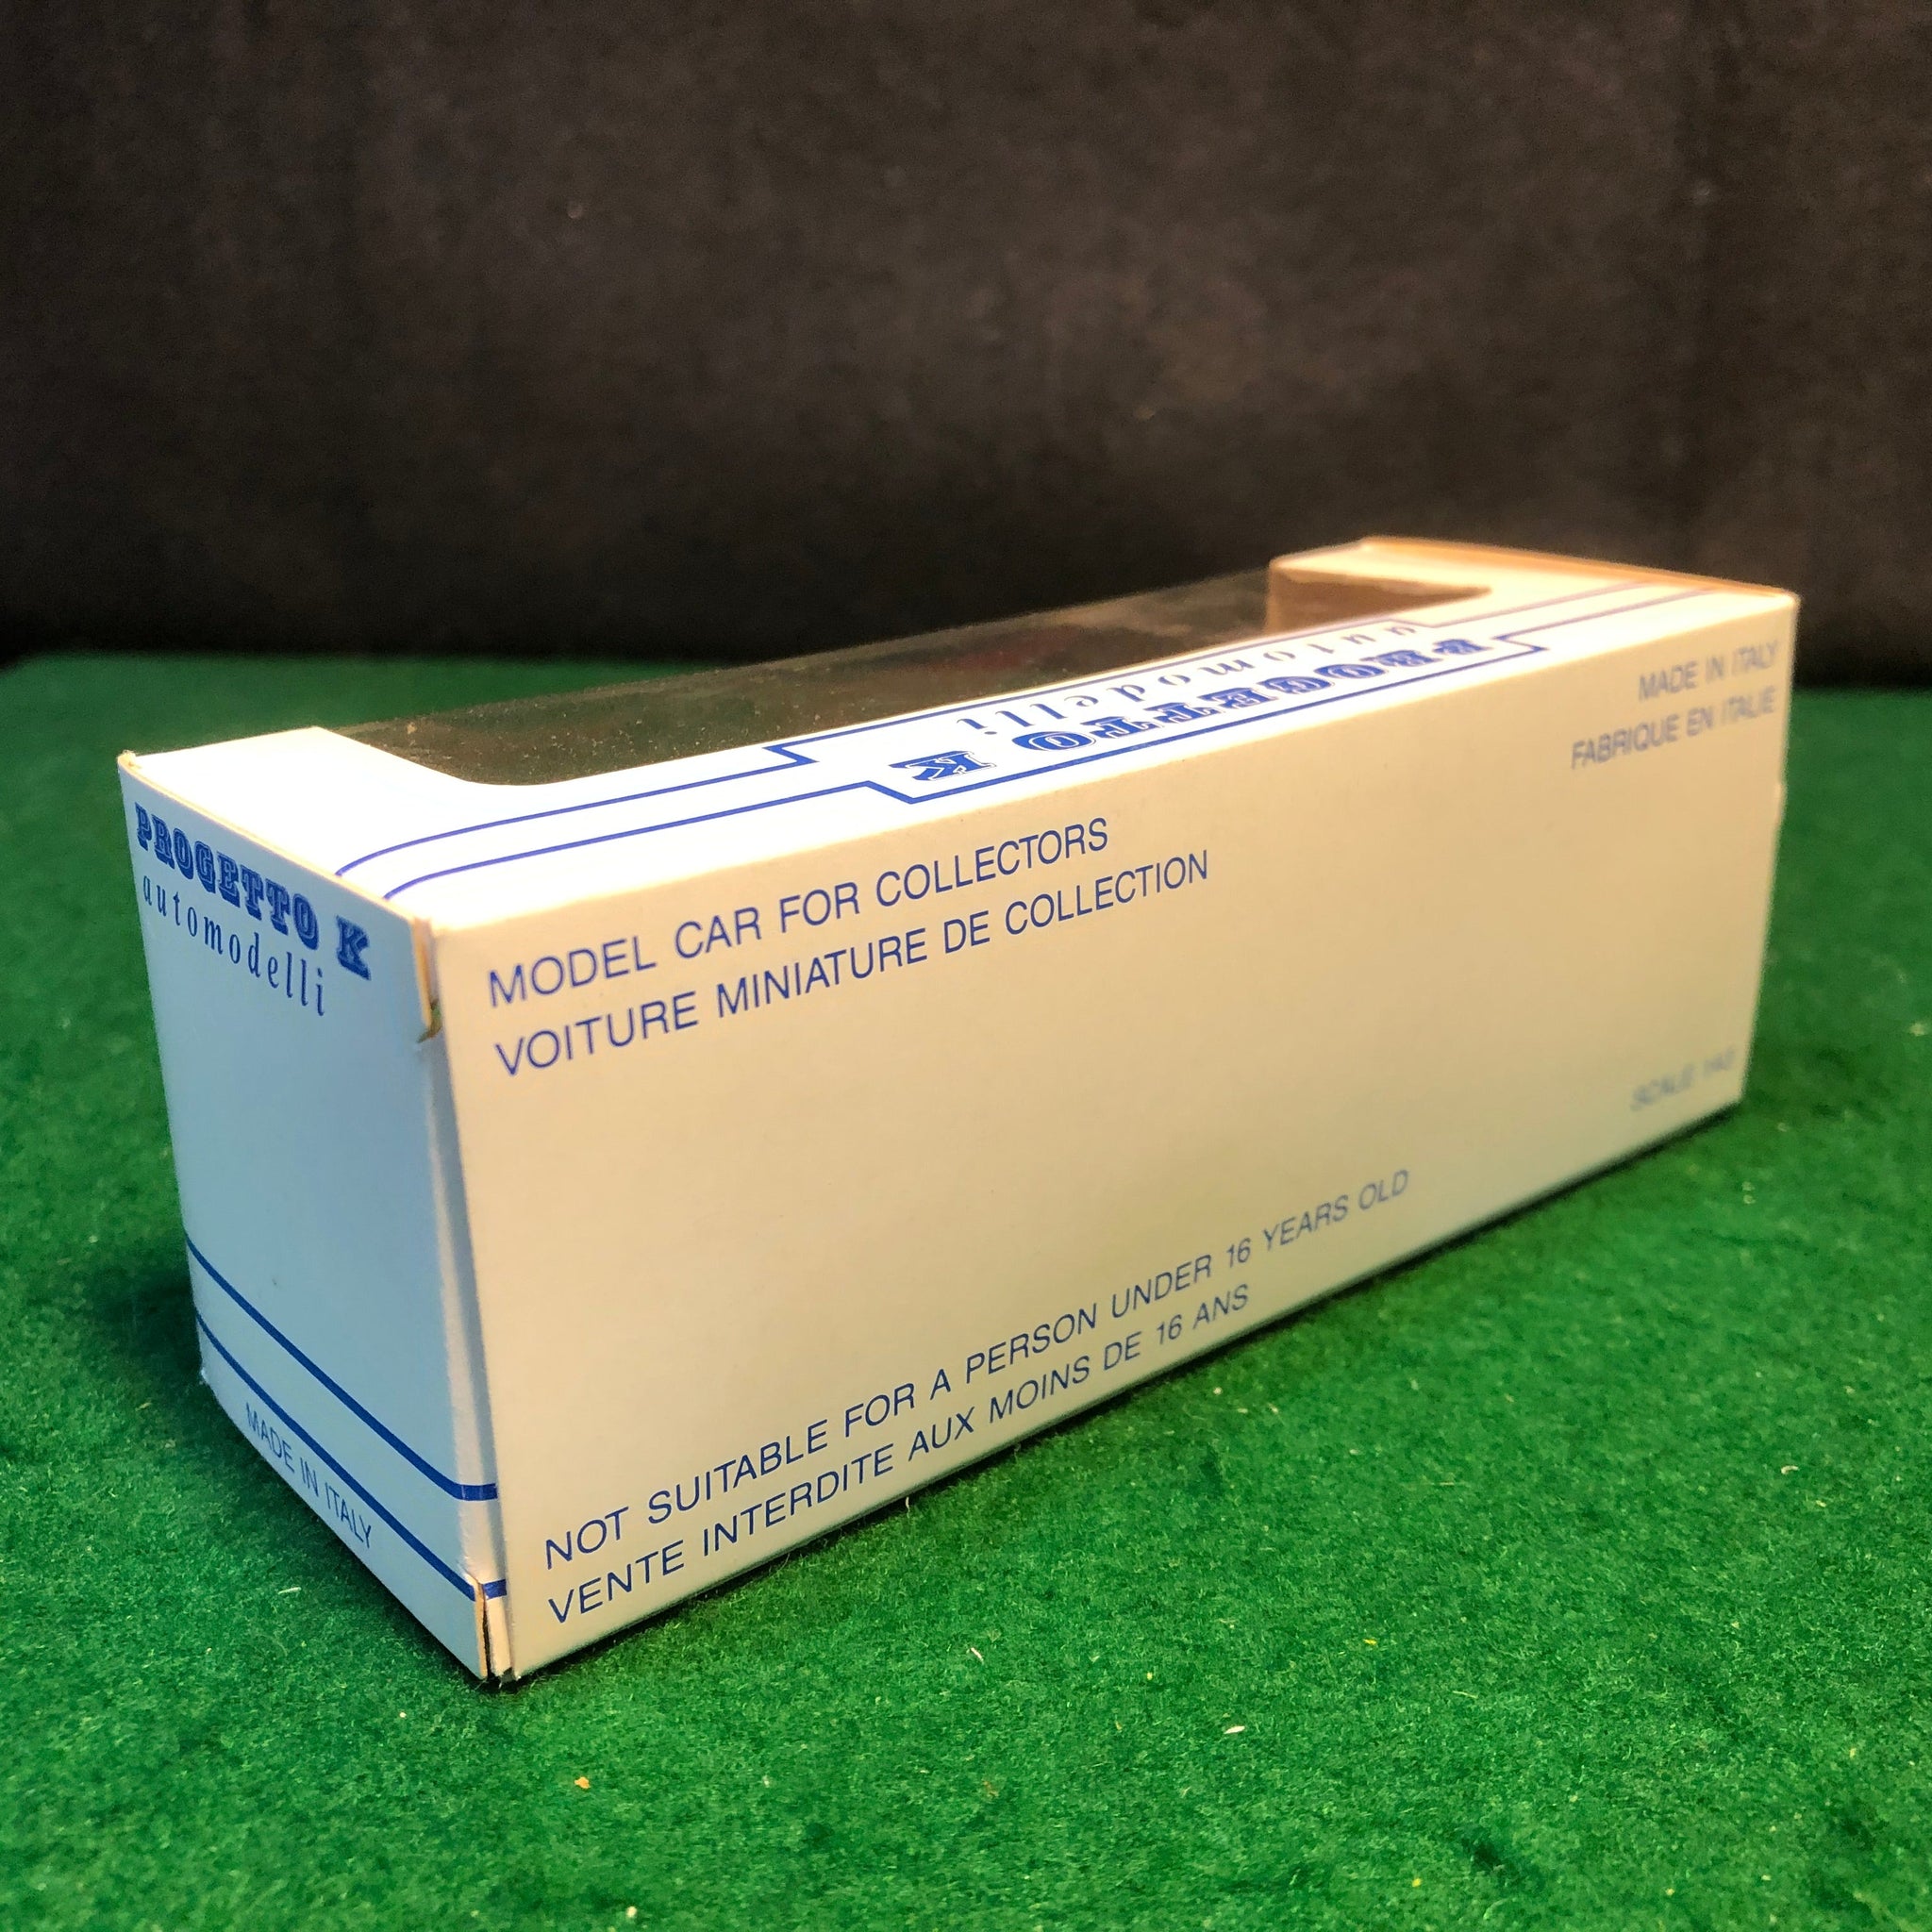 PROGETTO K
automodelli
MADE IN ITALY
PROGETTO K
automodelli
MODEL CAR FOR COLLECTORS
VOITURE MINIATURE DE COLLECTION
MADE IN ITALY
FABRIQUE EN ITALIE
NOT SUITABLE FOR A PERSON UNDER 16 YEARS OLD
VENTE INTERDITE AUX MOINS DE 16 ANS
SCALE